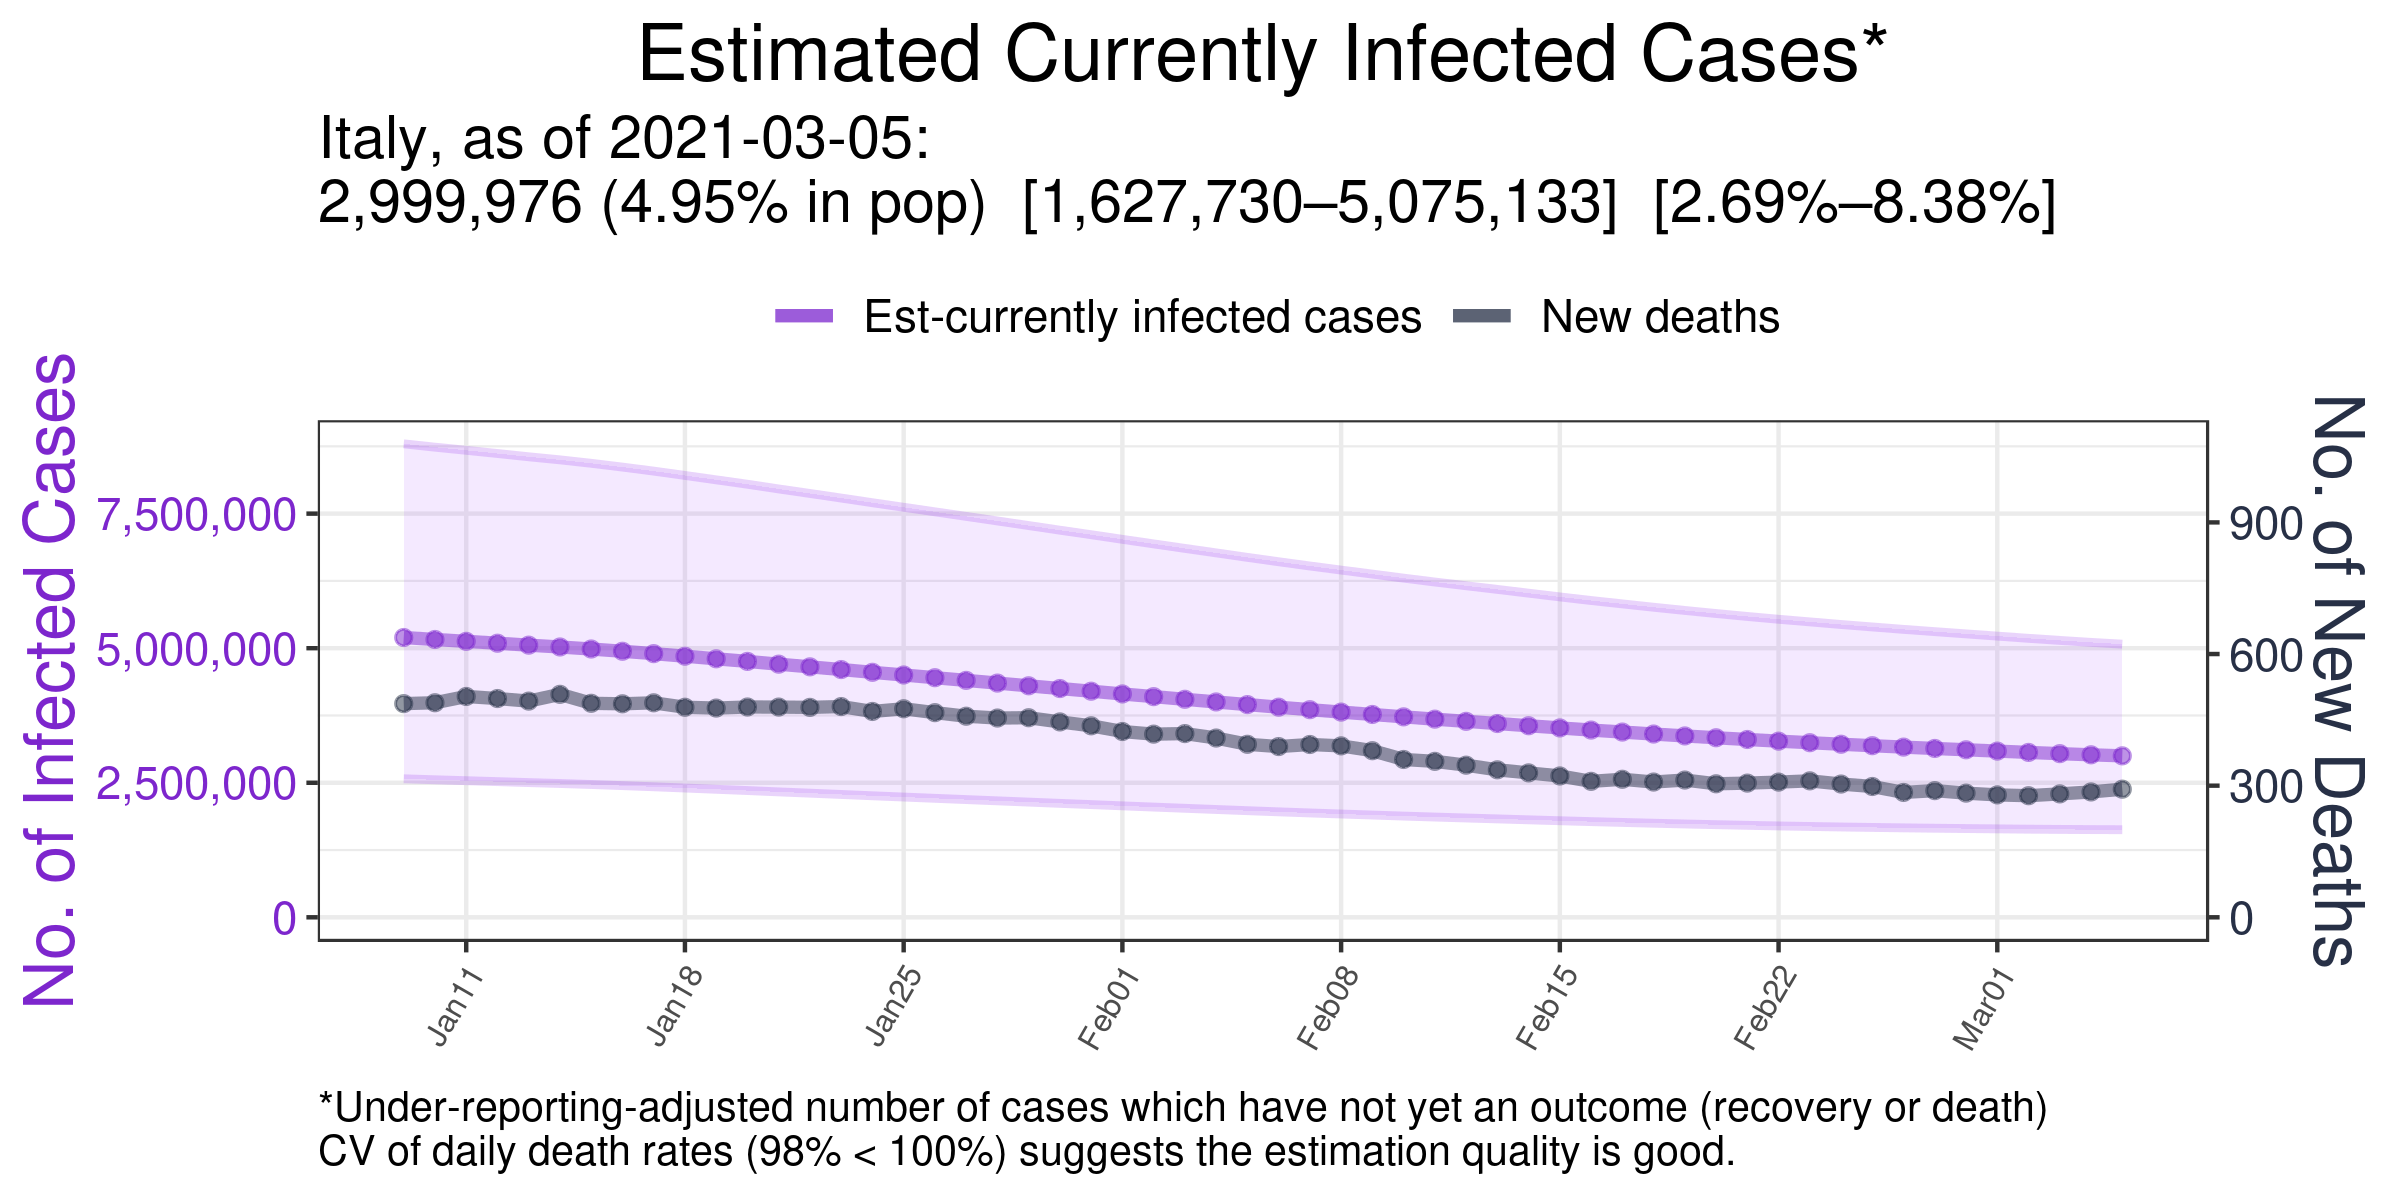 Estimated Currently Infected Cases*
Italy, as of 2021-03-05:
2,999,976 (4.95% in pop) [1,627,730–5,075,133] [2.69%–8.38%]
Est-currently infected cases
New deaths
No. of Infected Cases
7,500,000
5,000,000
2,500,000
0
900
600
300
0
No. of New Deaths
Jan11
Jan18
Jan25
Feb01
Feb08
Feb15
Feb22
Mar01
*Under-reporting-adjusted number of cases which have not yet an outcome (recovery or death)
CV of daily death rates (98% < 100%) suggests the estimation quality is good.